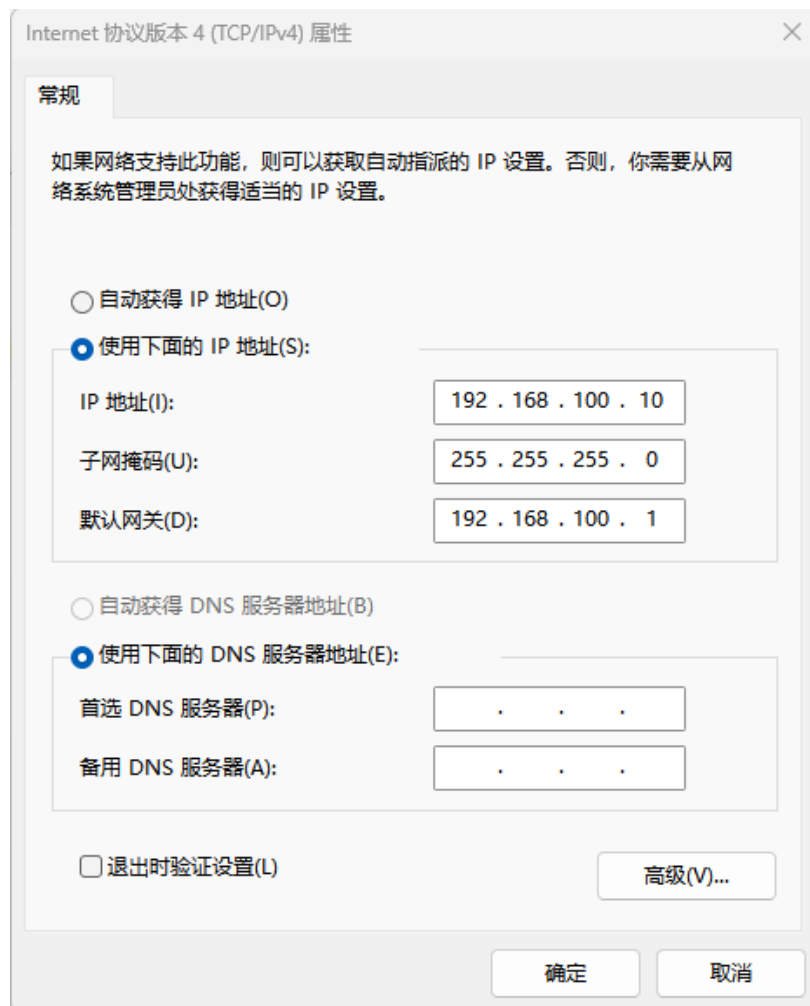 Internet 协议版本 4 (TCP/IPv4) 属性
常规
如果网络支持此功能，则可以获取自动指派的 IP 设置。否则，你需要从网
络系统管理员处获得适当的 IP 设置。
自动获得 IP 地址(O)
使用下面的 IP 地址(S):
IP 地址(I): 192 . 168 . 100 . 10
子网掩码(U): 255 . 255 . 255 . 0
默认网关(D): 192 . 168 . 100 . 1
自动获得 DNS 服务器地址(B)
使用下面的 DNS 服务器地址(E):
首选 DNS 服务器(P): . . .
备用 DNS 服务器(A): . . .
退出时验证设置(L)
高级(V)...
确定 取消